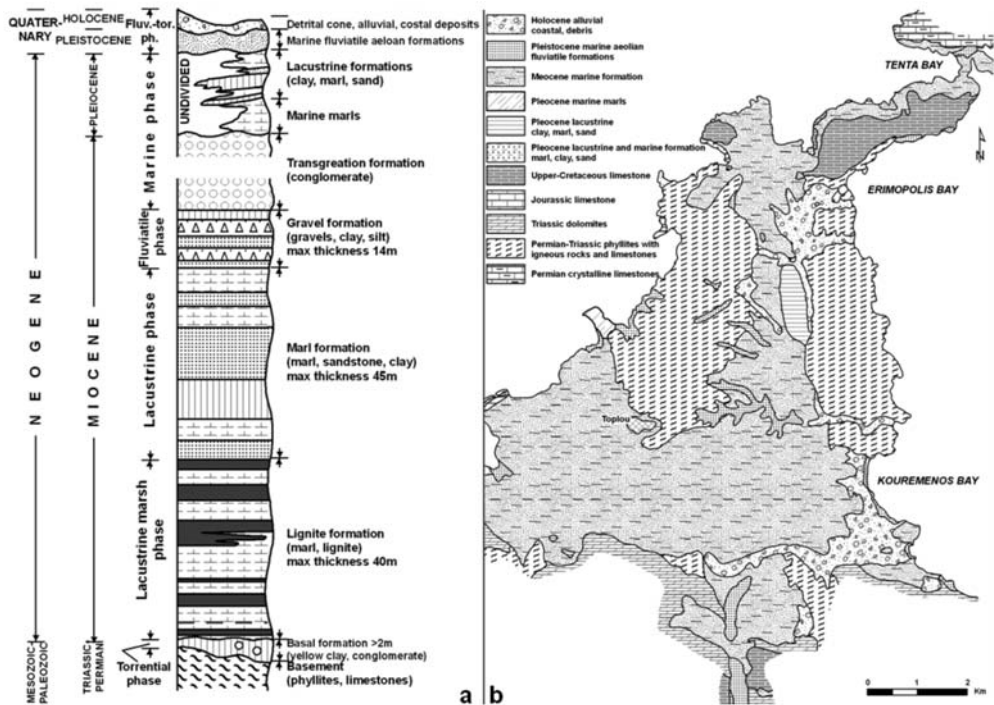 QUATER-
NARY
HOLOCENE
PLEISTOCENE
Fluv.-tor.
ph.
Detrital cone, alluvial, costal deposits
Marine fluviatile aeloan formations
NEOGENE
PLEIOCENE
MIOCENE
Marine phase
UNDIVIDED
Lacustrine formations
(clay, marl, sand)
Marine marls
Transgreation formation
(conglomerate)
Fluviatile
phase
Gravel formation
(gravels, clay, silt)
max thickness 14m
Lacustrine phase
Marl formation
(marl, sandstone, clay)
max thickness 45m
Lacustrine marsh
phase
Lignite formation
(marl, lignite)
max thickness 40m
MESOZOIC-
PALEOZOIC
TRIASSIC-
PERMIAN
Torrential
phase
Basal formation >2m
(yellow clay, conglomerate)
Basement
(phyllites, limestones)
a
b
Holocene alluvial
coastal, debris
Pleistocene marine aeolian
fluviatile formations
Meocene marine formation
Pleocene marine marls
Pleocene lacustrine
clay, marl, sand
Pleocene lacustrine and marine formation
marl, clay, sand
Upper-Cretaceous limestone
Jourassic limestone
Triassic dolomites
Permian-Triassic phyllites with
igneous rocks and limestones
Permian crystalline limestones
TENTA BAY
N
ERIMOPOLIS BAY
Toplou
KOUREMENOS BAY
0 1 2
Km